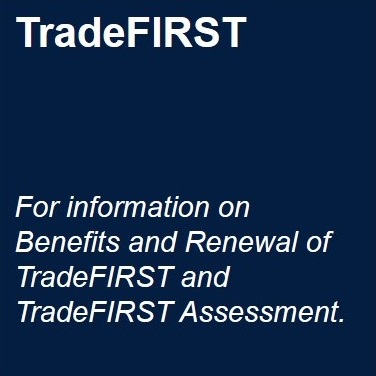 TradeFIRST
For information on
Benefits and Renewal of
TradeFIRST and
TradeFIRST Assessment.